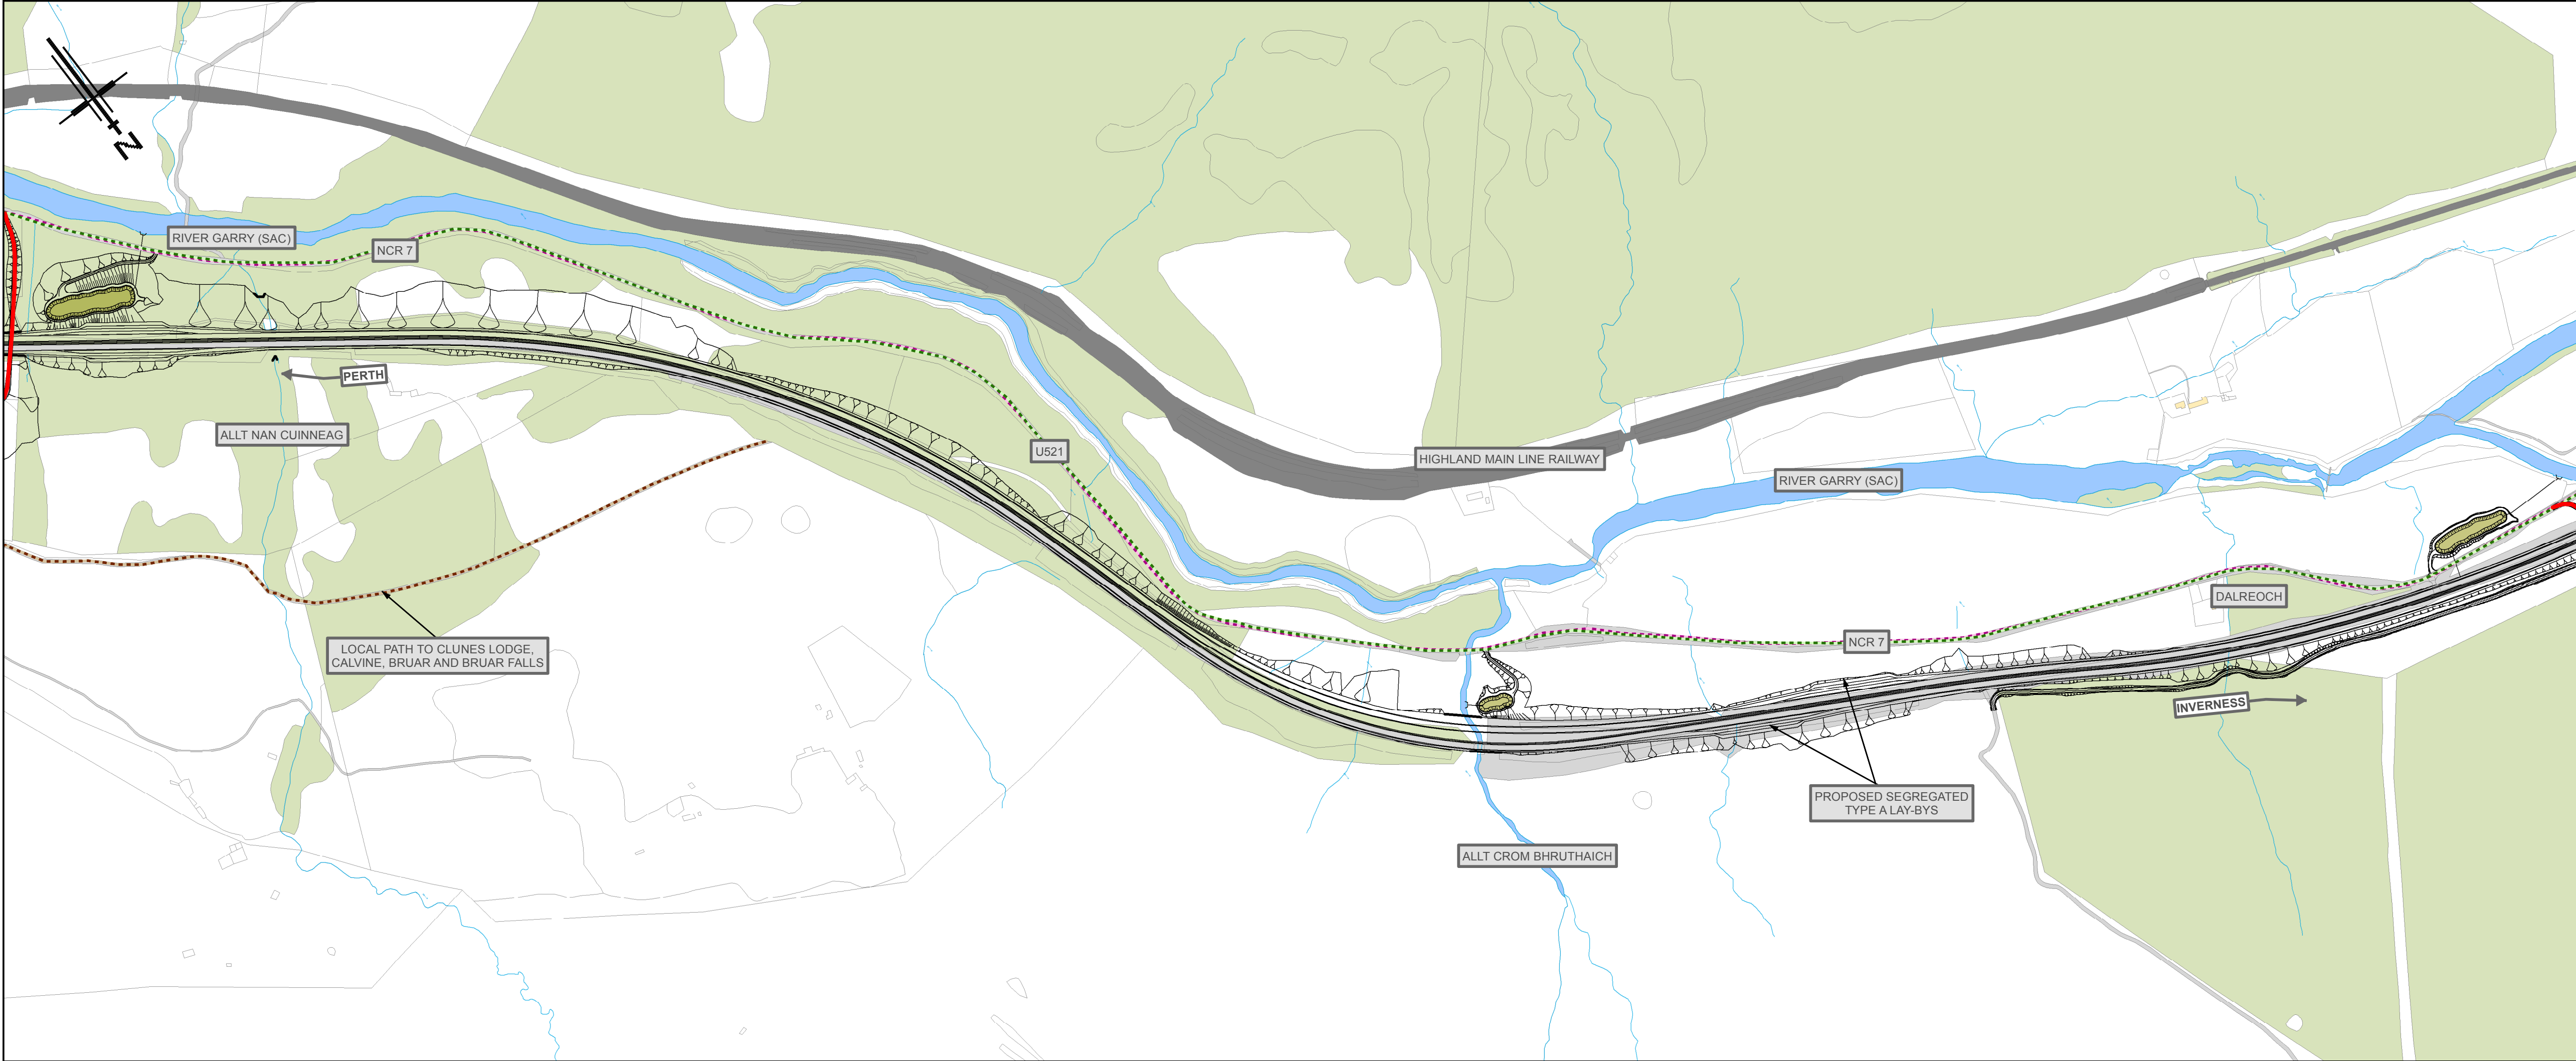 N
RIVER GARRY (SAC)
NCR 7
PERTH
ALLT NAN CUINNEAG
U521
HIGHLAND MAIN LINE RAILWAY
RIVER GARRY (SAC)
DALREOCH
NCR 7
LOCAL PATH TO CLUNES LODGE,
CALVINE, BRUAR AND BRUAR FALLS
INVERNESS
PROPOSED SEGREGATED
TYPE A LAY-BYS
ALLT CROM BHRUTHAICH